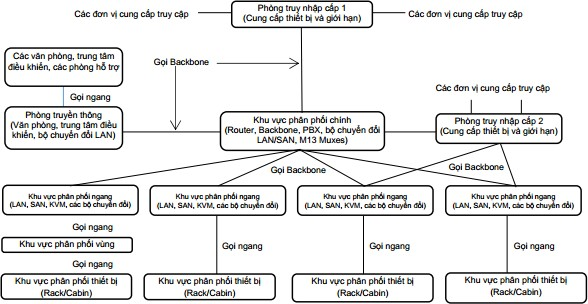 Các đơn vị cung cấp truy cập
Phòng truy nhập cấp 1
(Cung cấp thiết bị và giới hạn)
Các đơn vị cung cấp truy cập
Các văn phòng, trung tâm
điều khiển, các phòng hỗ trợ
Gọi Backbone
Gọi ngang
Các đơn vị cung cấp truy cập
Phòng truyền thông
(Văn phòng, trung tâm điều
khiển, bộ chuyển đổi LAN)
Khu vực phân phối chính
(Router, Backbone, PBX, bộ chuyển đổi
LAN/SAN, M13 Muxes)
Phòng truy nhập cấp 2
(Cung cấp thiết bị và giới hạn)
Gọi Backbone
Gọi Backbone
Khu vực phân phối ngang
(LAN, SAN, KVM, các bộ chuyển đổi)
Khu vực phân phối ngang
(LAN, SAN, KVM, các bộ chuyển đổi)
Khu vực phân phối ngang
(LAN, SAN, KVM, các bộ chuyển đổi)
Khu vực phân phối ngang
(LAN, SAN, KVM, các bộ chuyển đổi)
Gọi ngang
Khu vực phân phối vùng
Gọi ngang
Gọi ngang
Gọi ngang
Gọi ngang
Khu vực phân phối thiết bị
(Rack/Cabin)
Khu vực phân phối thiết bị
(Rack/Cabin)
Khu vực phân phối thiết bị
(Rack/Cabin)
Khu vực phân phối thiết bị
(Rack/Cabin)